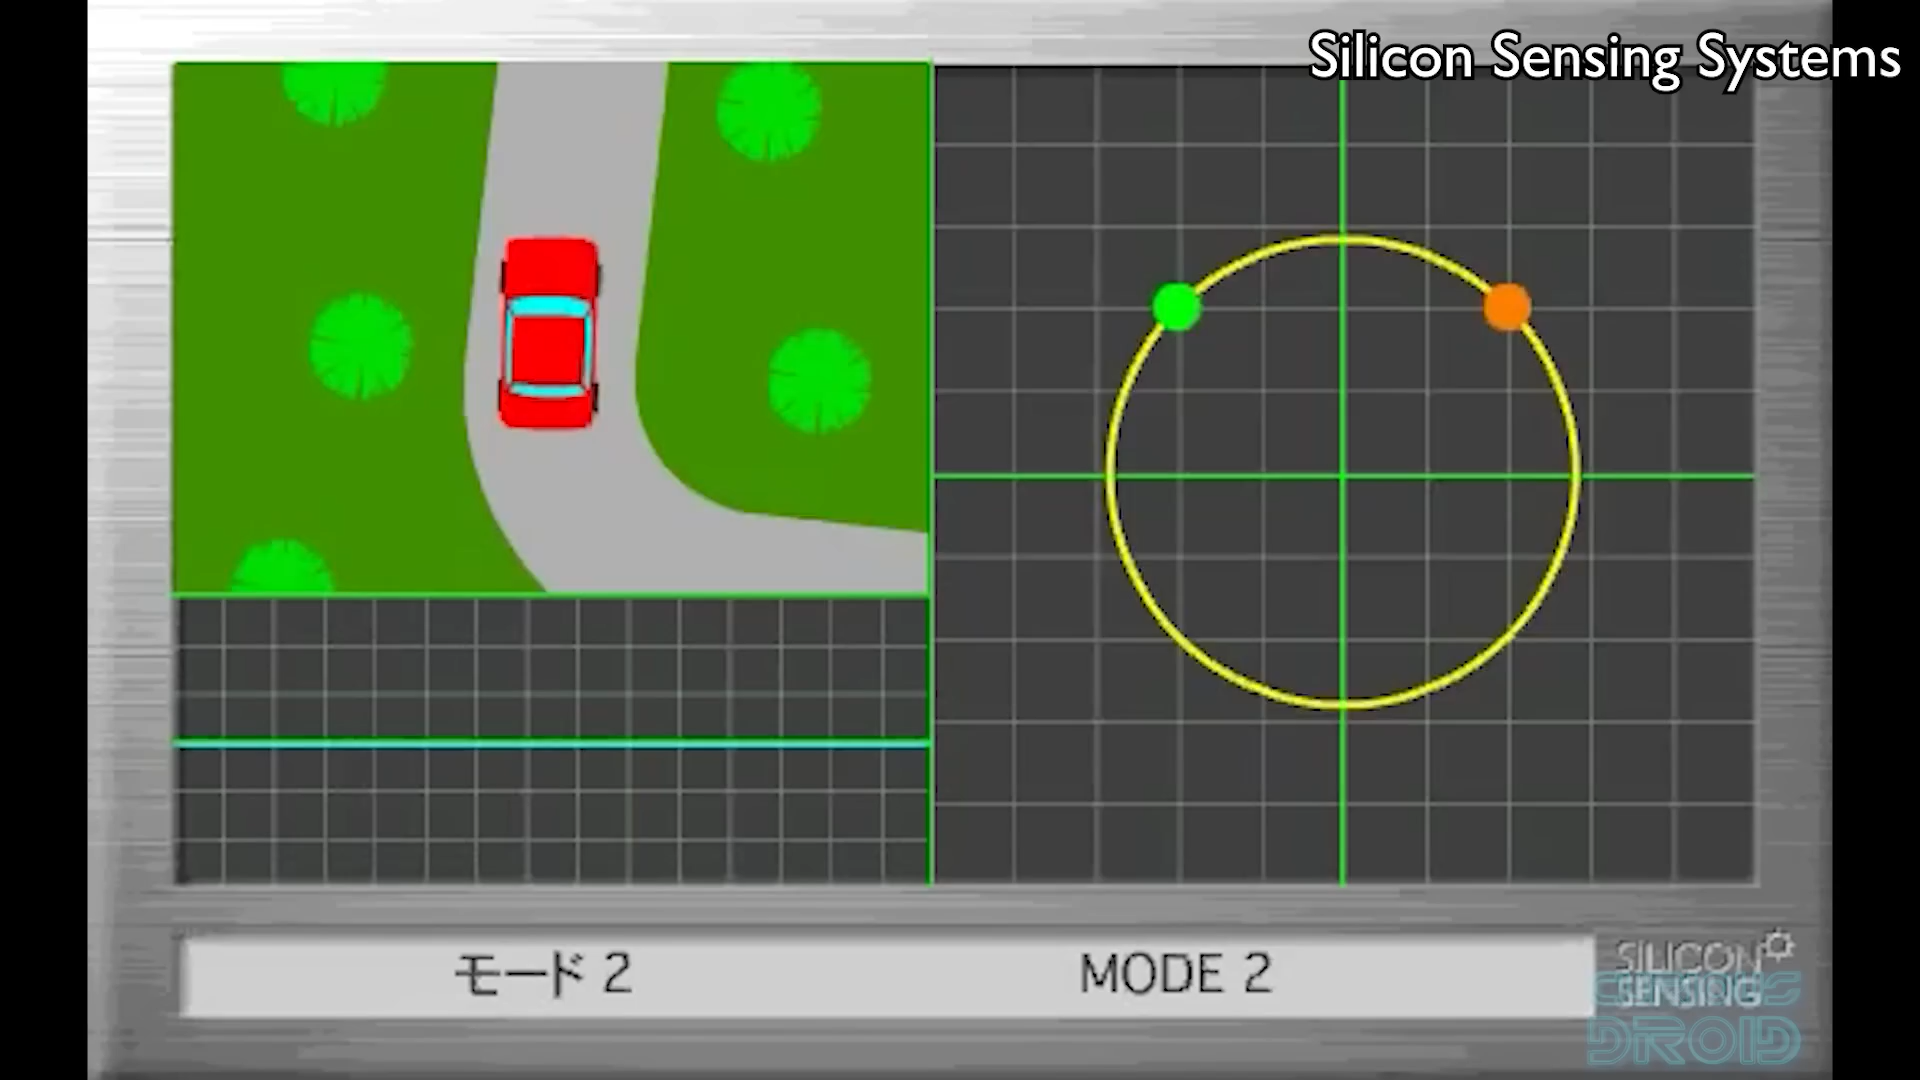 Silicon Sensing Systems
モード 2
MODE 2
SILICON
SENSING
DROID